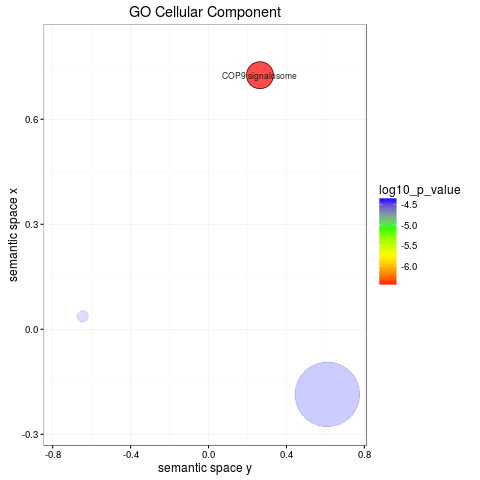 GO Cellular Component
COP9 signalosome
0.6
0.3
0.0
-0.3
-0.8
-0.4
0.0
0.4
0.8
semantic space y
semantic space x
log10_p_value
-4.5
-5.0
-5.5
-6.0